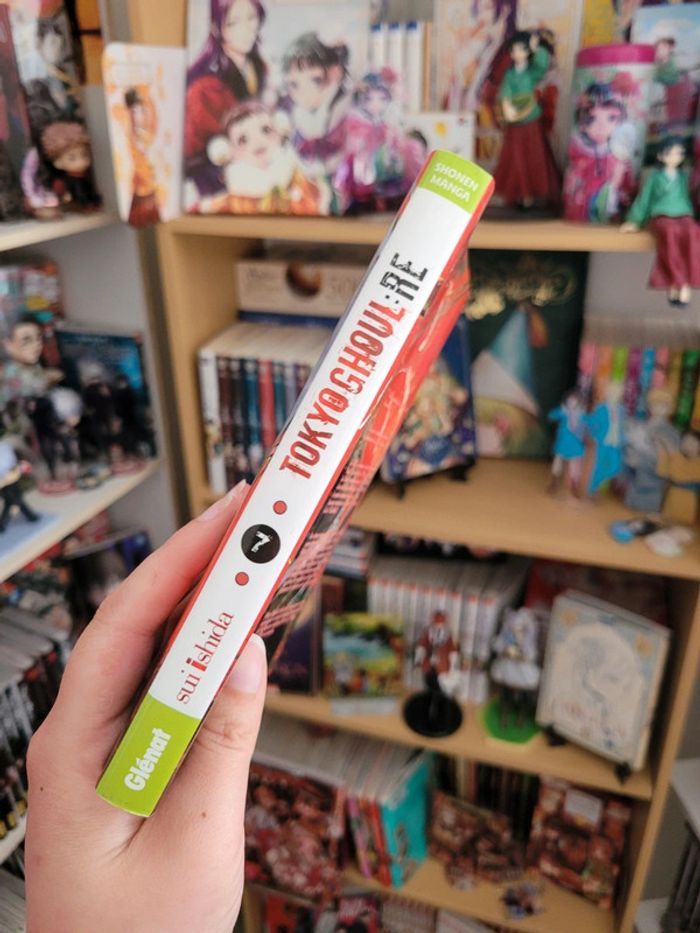 SHONEN
MANGA
TOKYO GHOUL:RE
7
sui ishida
Glénat